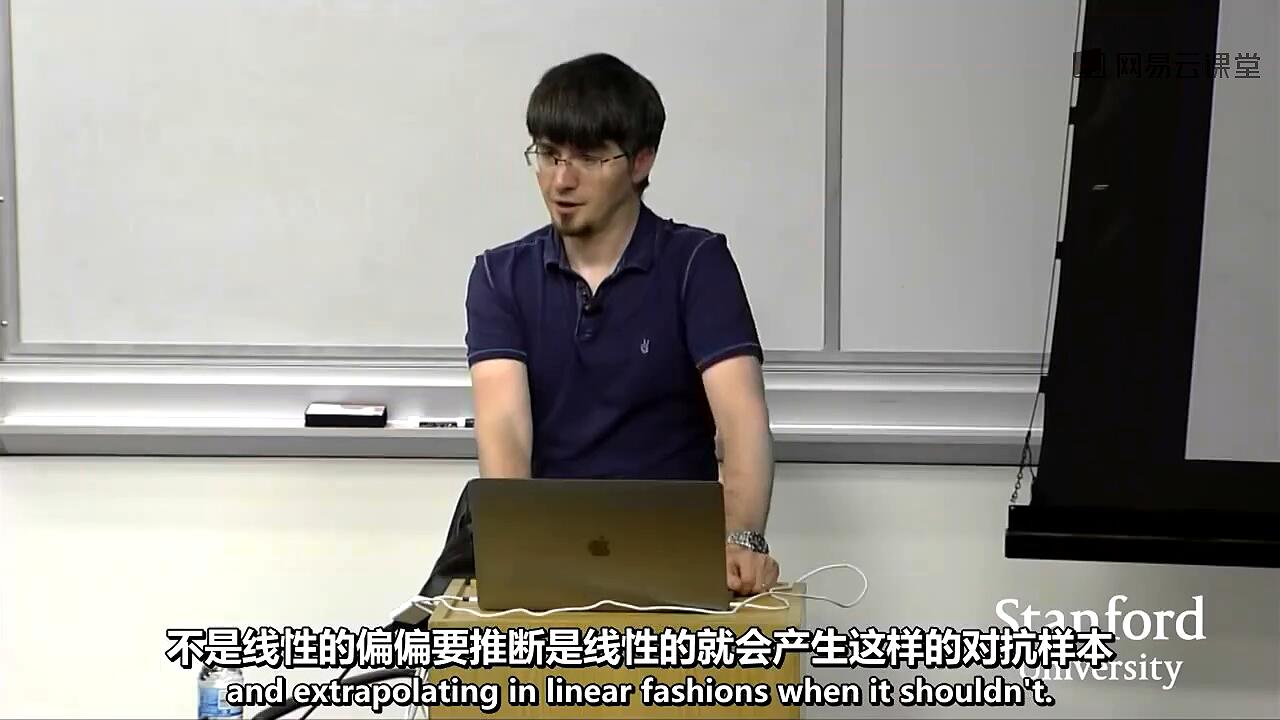 网易云课堂
Stanford
University
不是线性的偏偏要推断是线性的就会产生这样的对抗样本
and extrapolating in linear fashions when it shouldn't.